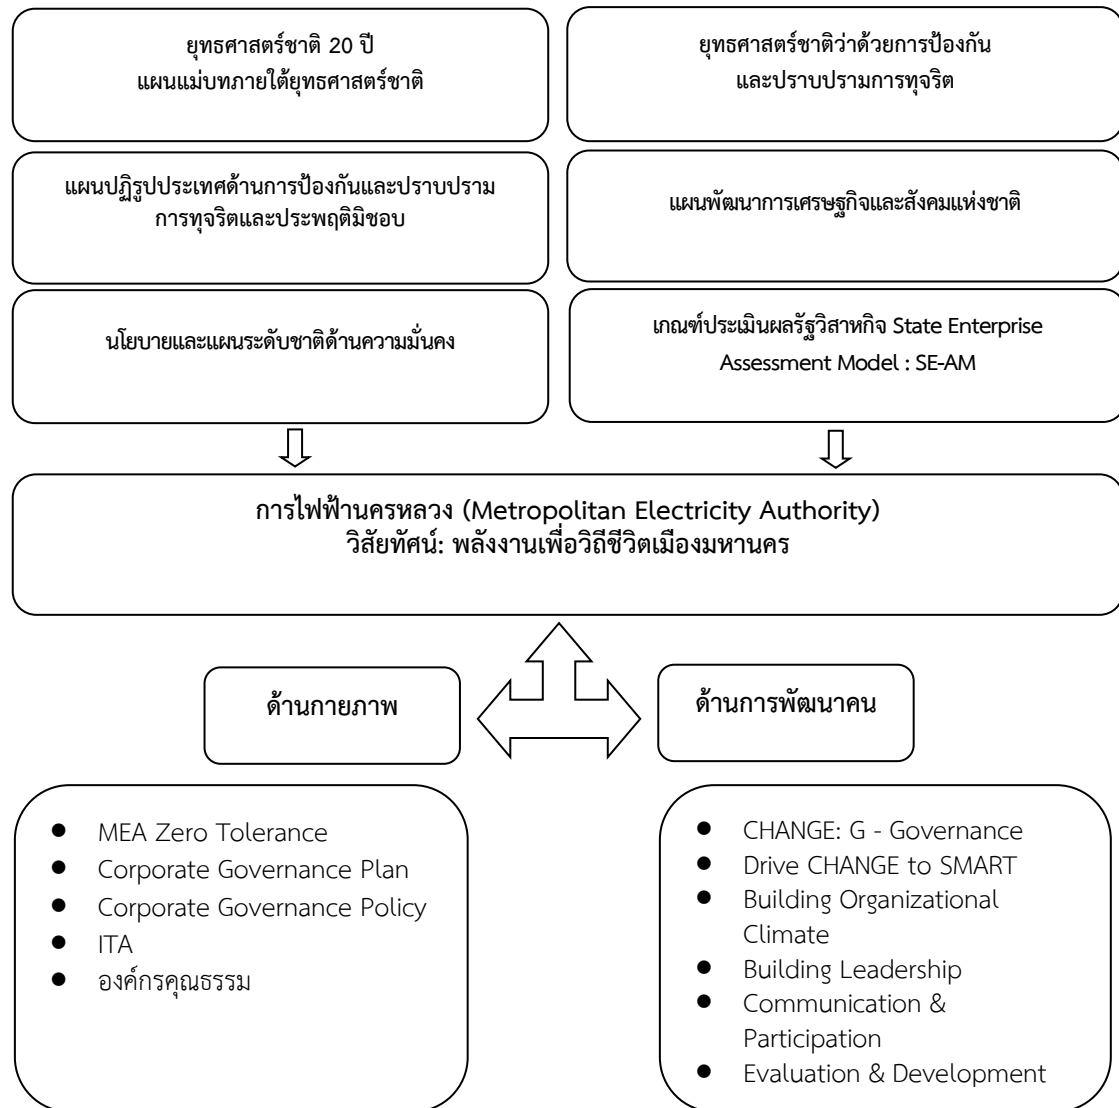 ยุทธศาสตร์ชาติ 20 ปี
แผนแม่บทภายใต้ยุทธศาสตร์ชาติ
ยุทธศาสตร์ชาติว่าด้วยการป้องกัน
และปราบปรามการทุจริต
แผนปฏิรูปประเทศด้านการป้องกันและปราบปราม
การทุจริตและประพฤติมิชอบ
แผนพัฒนาการเศรษฐกิจและสังคมแห่งชาติ
นโยบายและแผนระดับชาติด้านความมั่นคง
เกณฑ์ประเมินผลรัฐวิสาหกิจ State Enterprise
Assessment Model : SE-AM
การไฟฟ้านครหลวง (Metropolitan Electricity Authority)
วิสัยทัศน์: พลังงานเพื่อวิถีชีวิตเมืองมหานคร
ด้านกายภาพ
ด้านการพัฒนาคน
● MEA Zero Tolerance
● Corporate Governance Plan
● Corporate Governance Policy
● ITA
● องค์กรคุณธรรม
● CHANGE: G - Governance
● Drive CHANGE to SMART
● Building Organizational
Climate
● Building Leadership
● Communication &
Participation
● Evaluation & Development